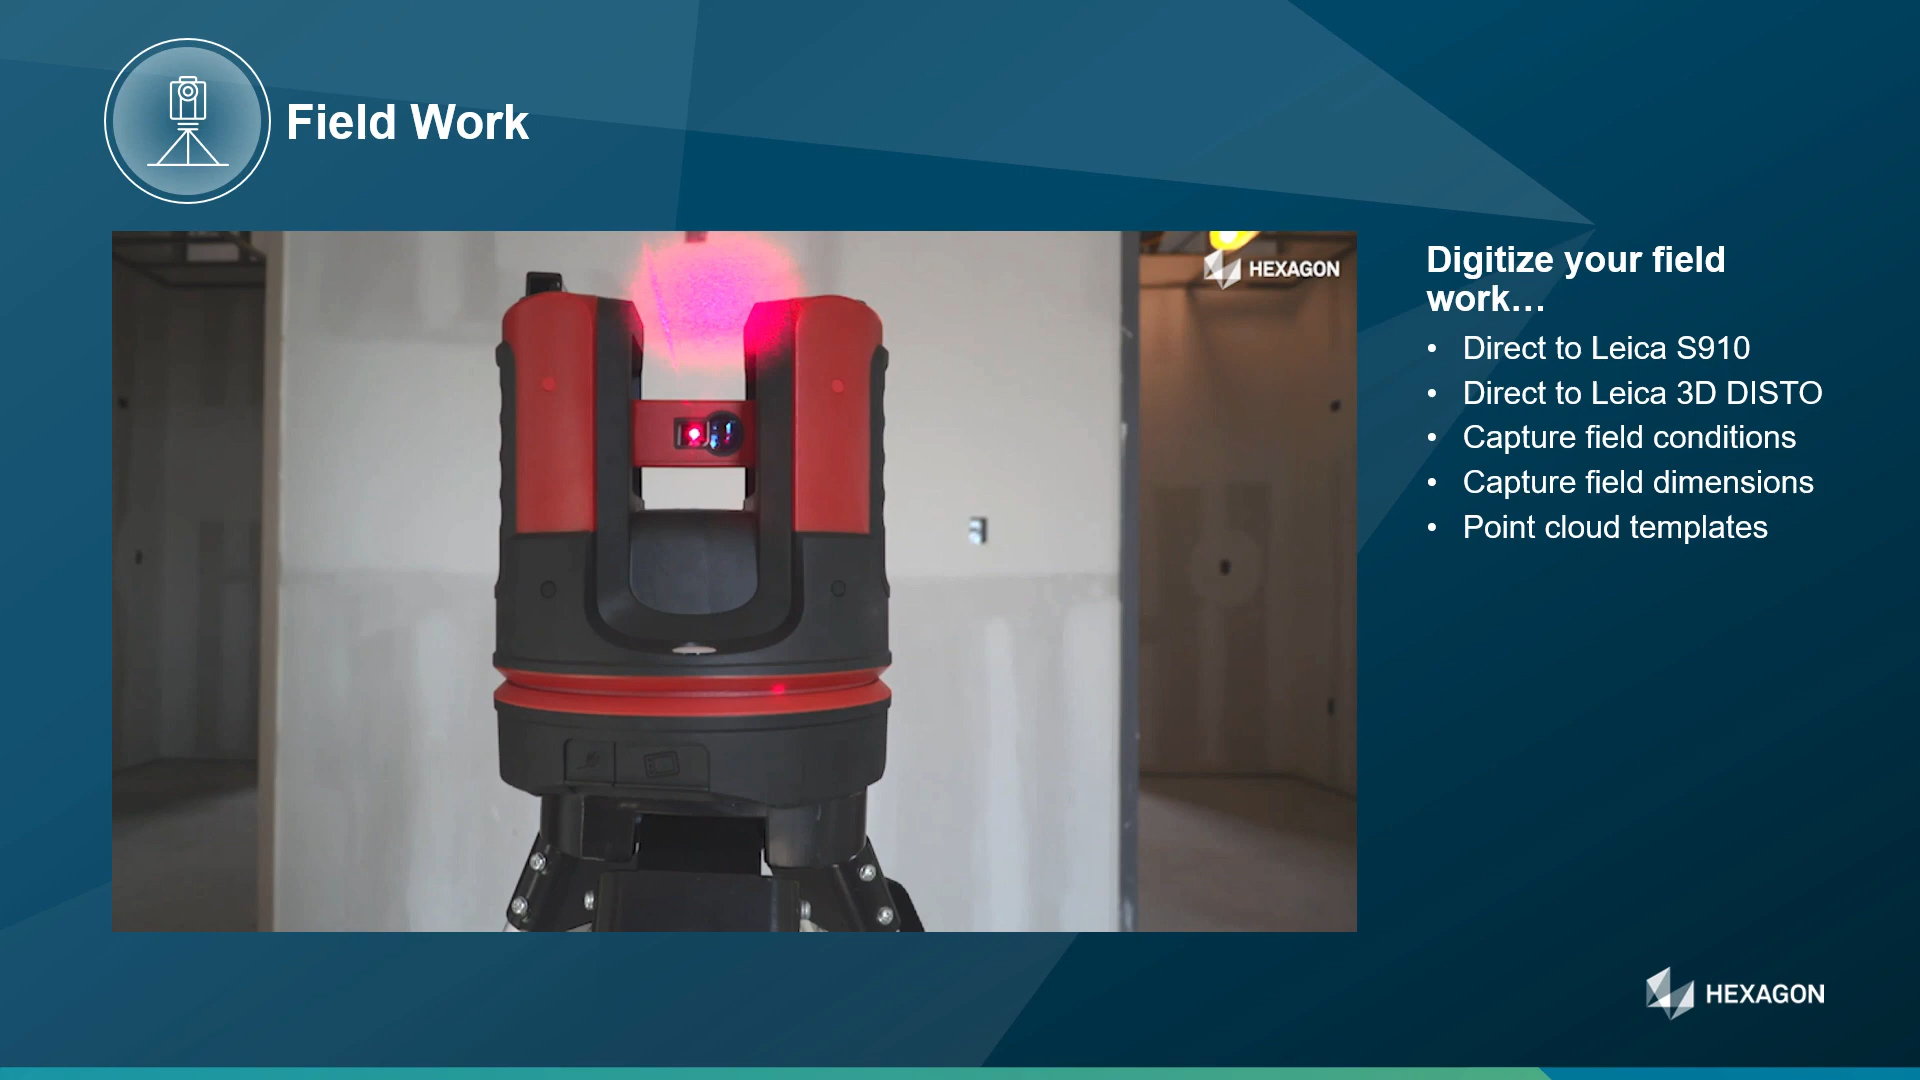 Field Work
HEXAGON
Digitize your field
work…
• Direct to Leica S910
• Direct to Leica 3D DISTO
• Capture field conditions
• Capture field dimensions
• Point cloud templates
HEXAGON